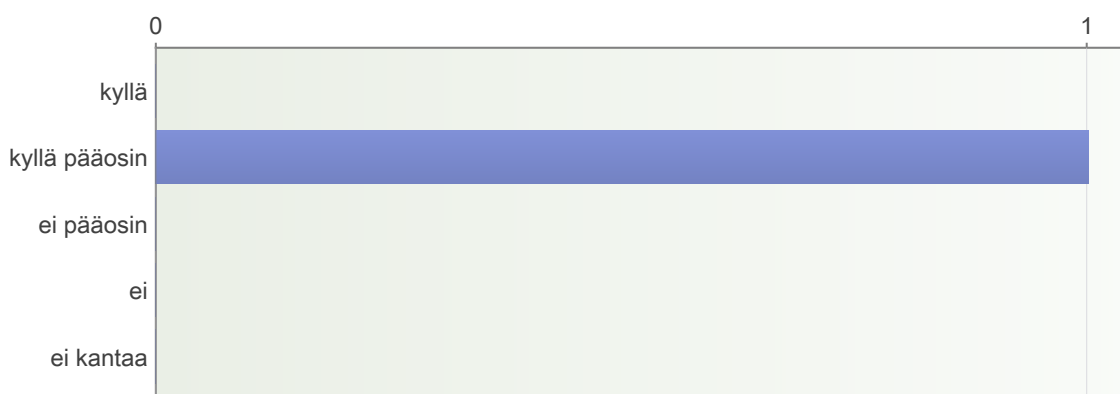 0 1
kyllä
kyllä pääosin
ei pääosin
ei
ei kantaa